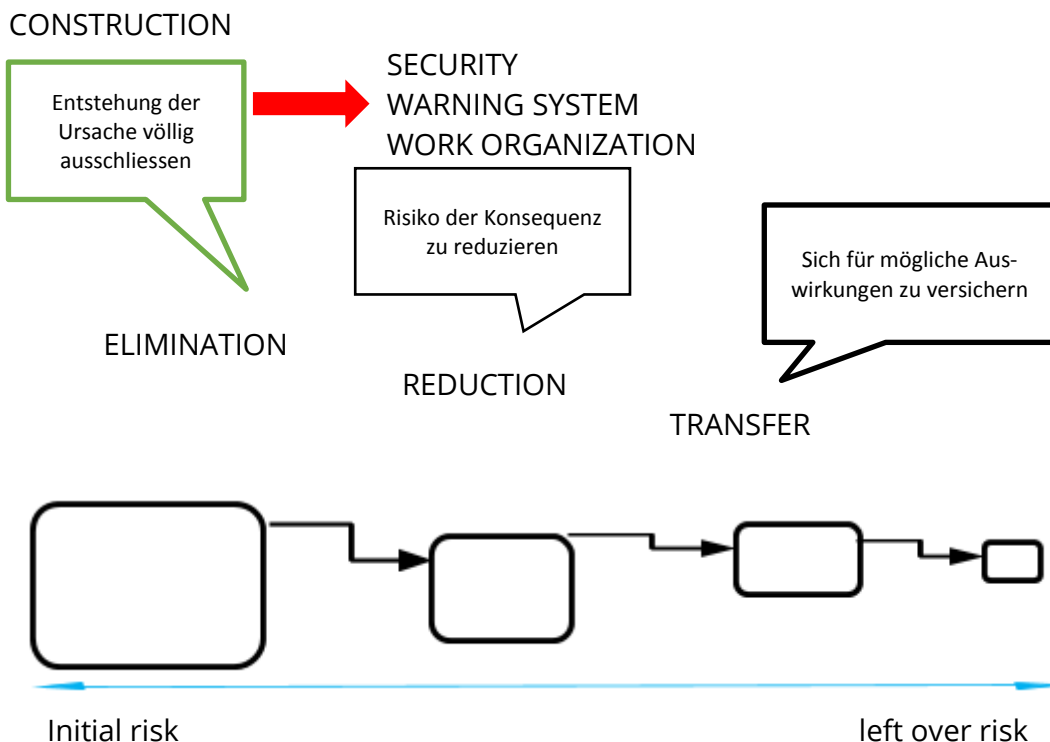 CONSTRUCTION
Entstehung der
Ursache völlig
ausschliessen
SECURITY
WARNING SYSTEM
WORK ORGANIZATION
Risiko der Konsequenz
zu reduzieren
Sich für mögliche Aus-
wirkungen zu versichern
ELIMINATION
REDUCTION
TRANSFER
Initial risk
left over risk